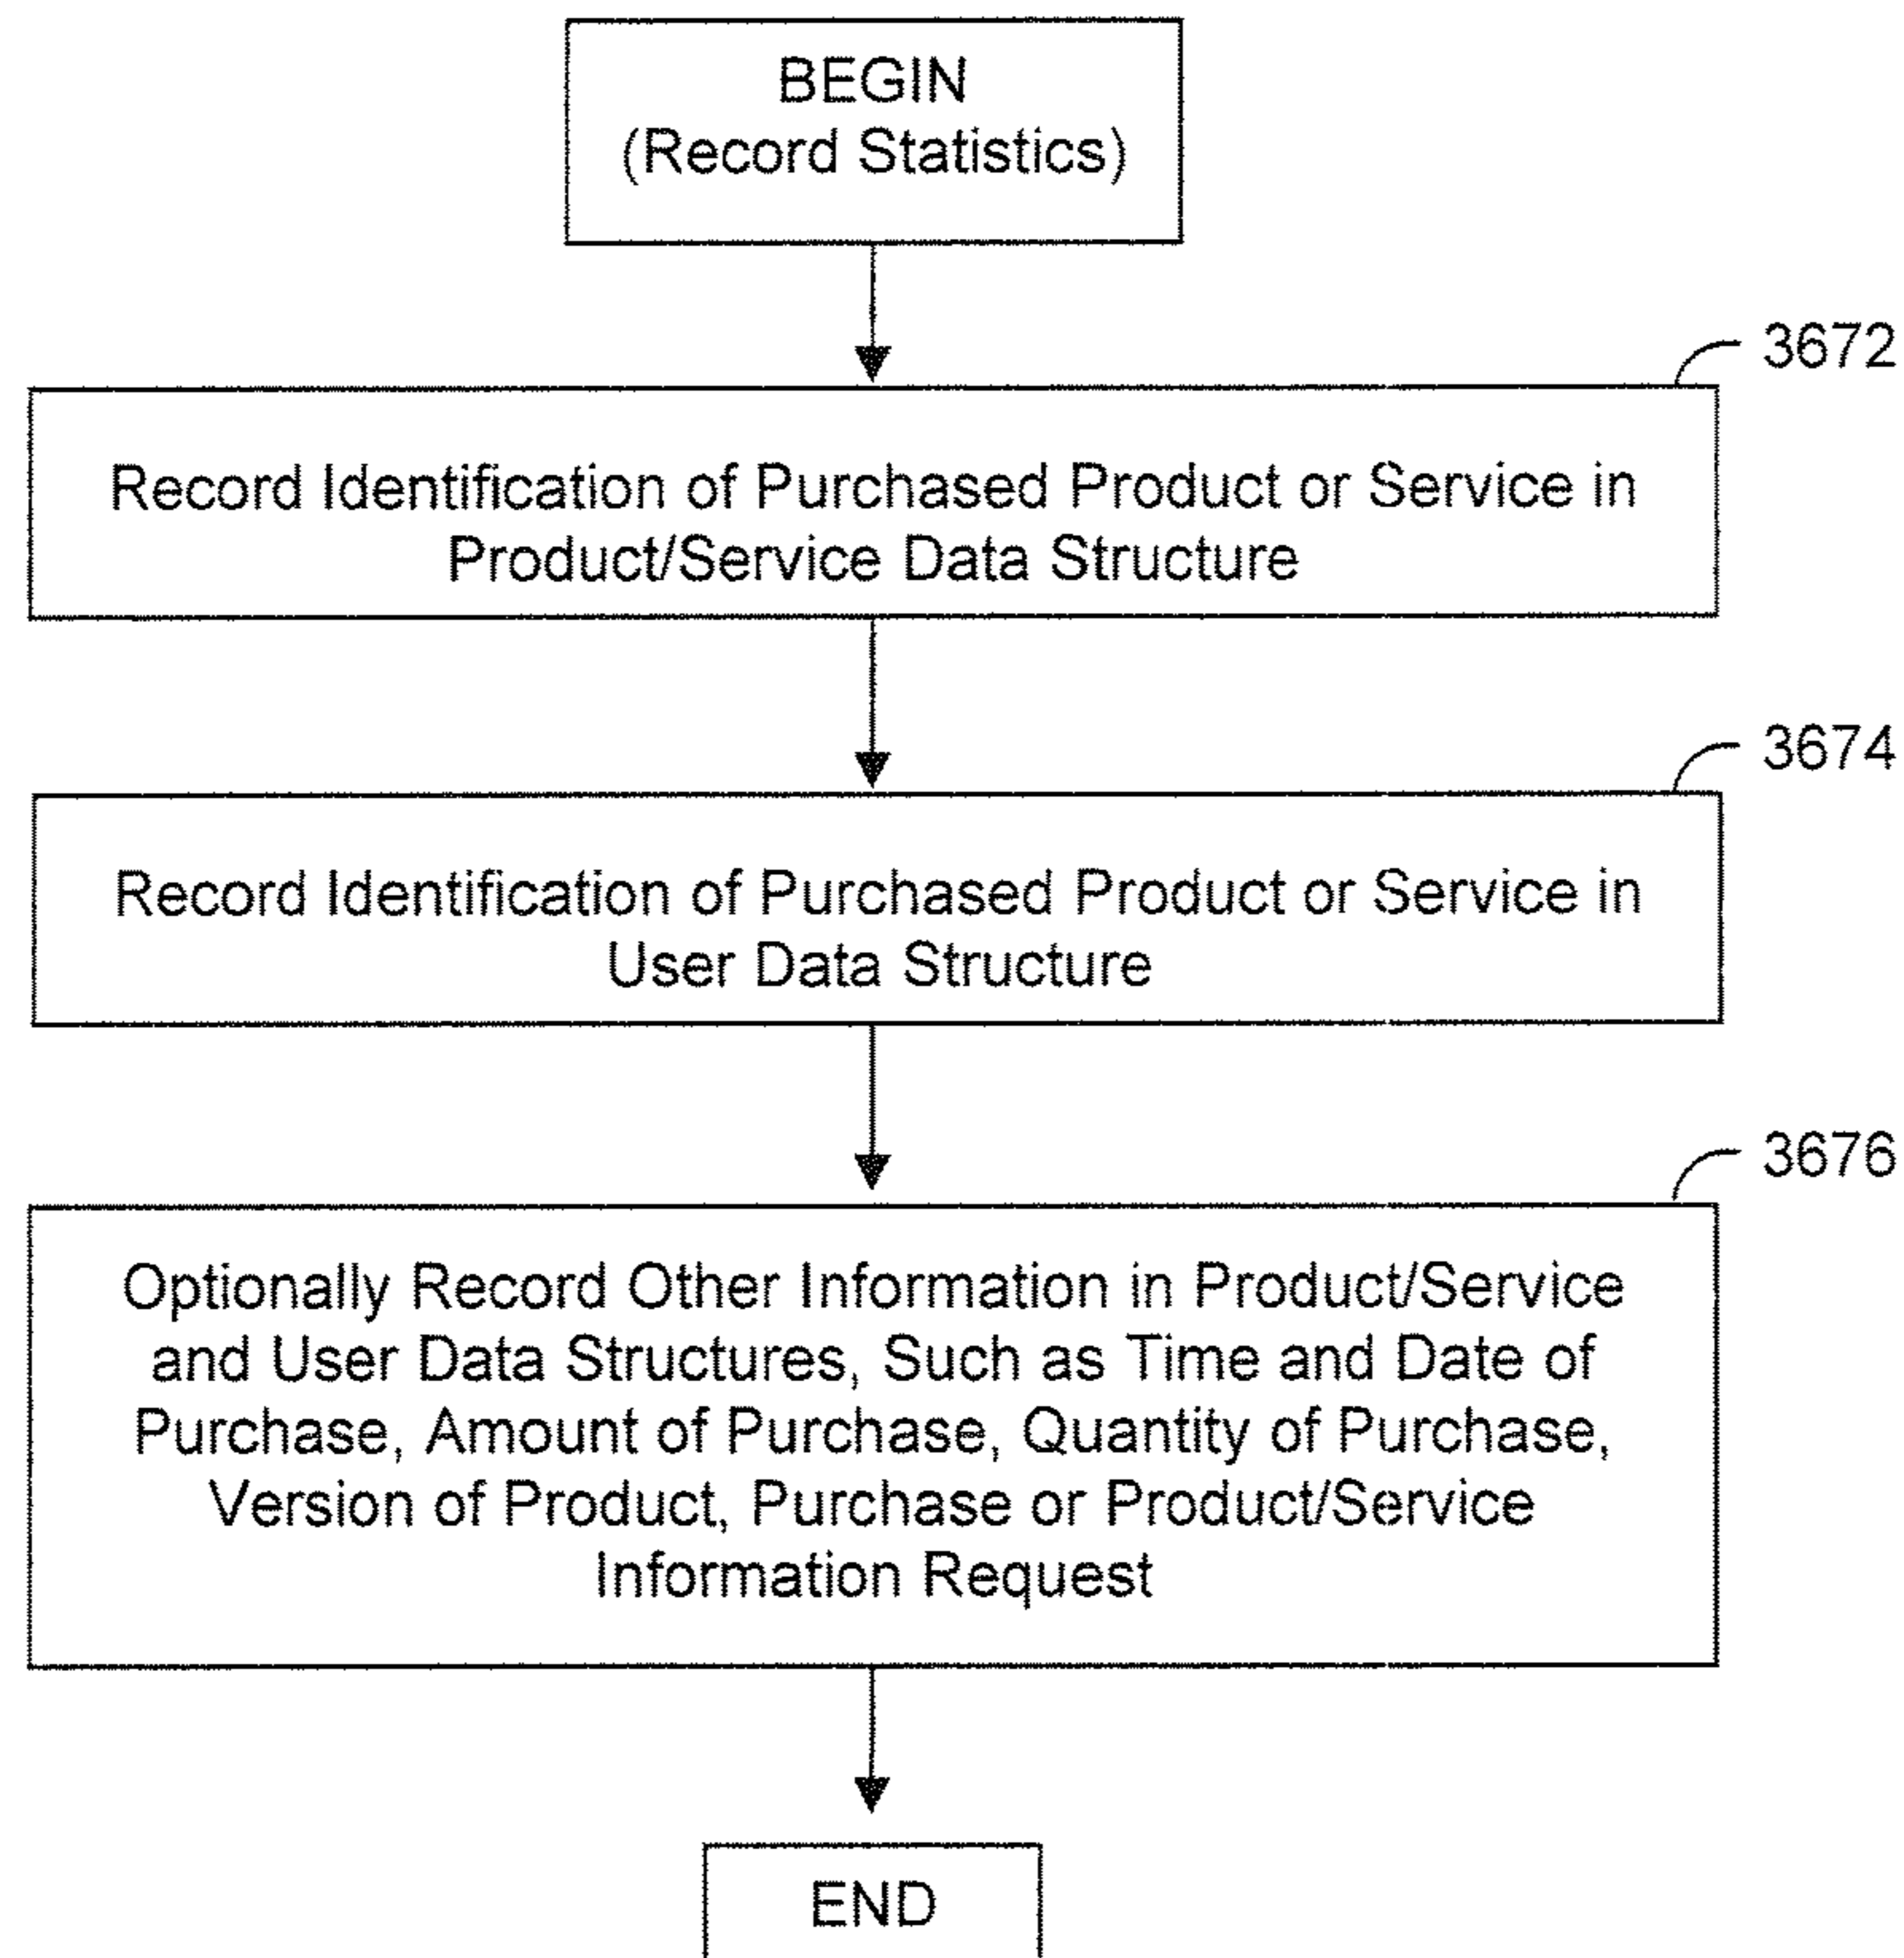 BEGIN
(Record Statistics)
3672
Record Identification of Purchased Product or Service in
Product/Service Data Structure
3674
Record Identification of Purchased Product or Service in
User Data Structure
3676
Optionally Record Other Information in Product/Service
and User Data Structures, Such as Time and Date of
Purchase, Amount of Purchase, Quantity of Purchase,
Version of Product, Purchase or Product/Service
Information Request
END